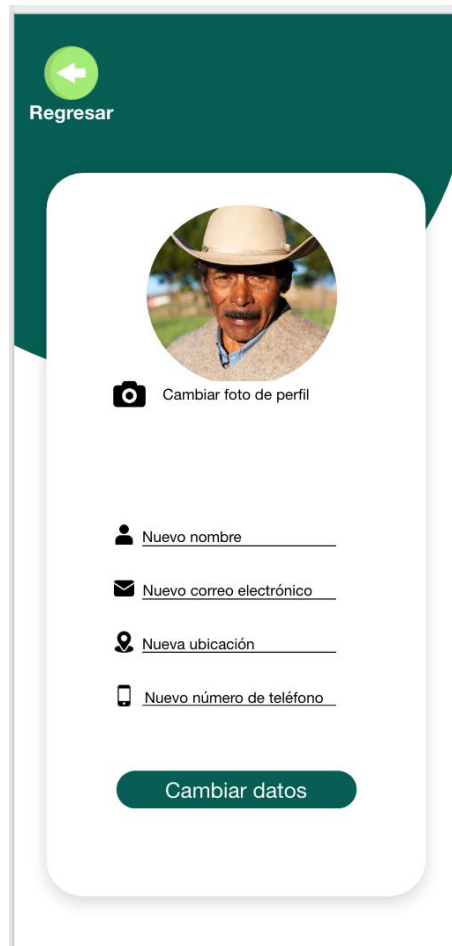 Regresar
Cambiar foto de perfil
Nuevo nombre
Nuevo correo electrónico
Nueva ubicación
Nuevo número de teléfono
Cambiar datos